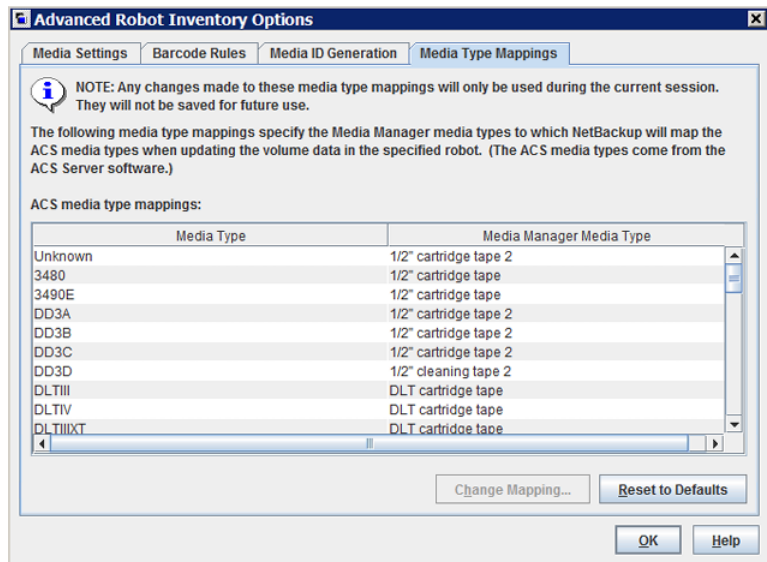 Advanced Robot Inventory Options
Media Settings Barcode Rules Media ID Generation Media Type Mappings
NOTE: Any changes made to these media type mappings will only be used during the current session.
They will not be saved for future use.
The following media type mappings specify the Media Manager media types to which NetBackup will map the
ACS media types when updating the volume data in the specified robot. (The ACS media types come from the
ACS Server software.)
ACS media type mappings:
Media Type Media Manager Media Type
Unknown 1/2" cartridge tape 2
3480 1/2" cartridge tape
3490E 1/2" cartridge tape
DD3A 1/2" cartridge tape 2
DD3B 1/2" cartridge tape 2
DD3C 1/2" cartridge tape 2
DD3D 1/2" cleaning tape 2
DLTIII DLT cartridge tape
DLTIV DLT cartridge tape
DLTIIIXT DLT cartridge tape
Change Mapping... Reset to Defaults
OK Help